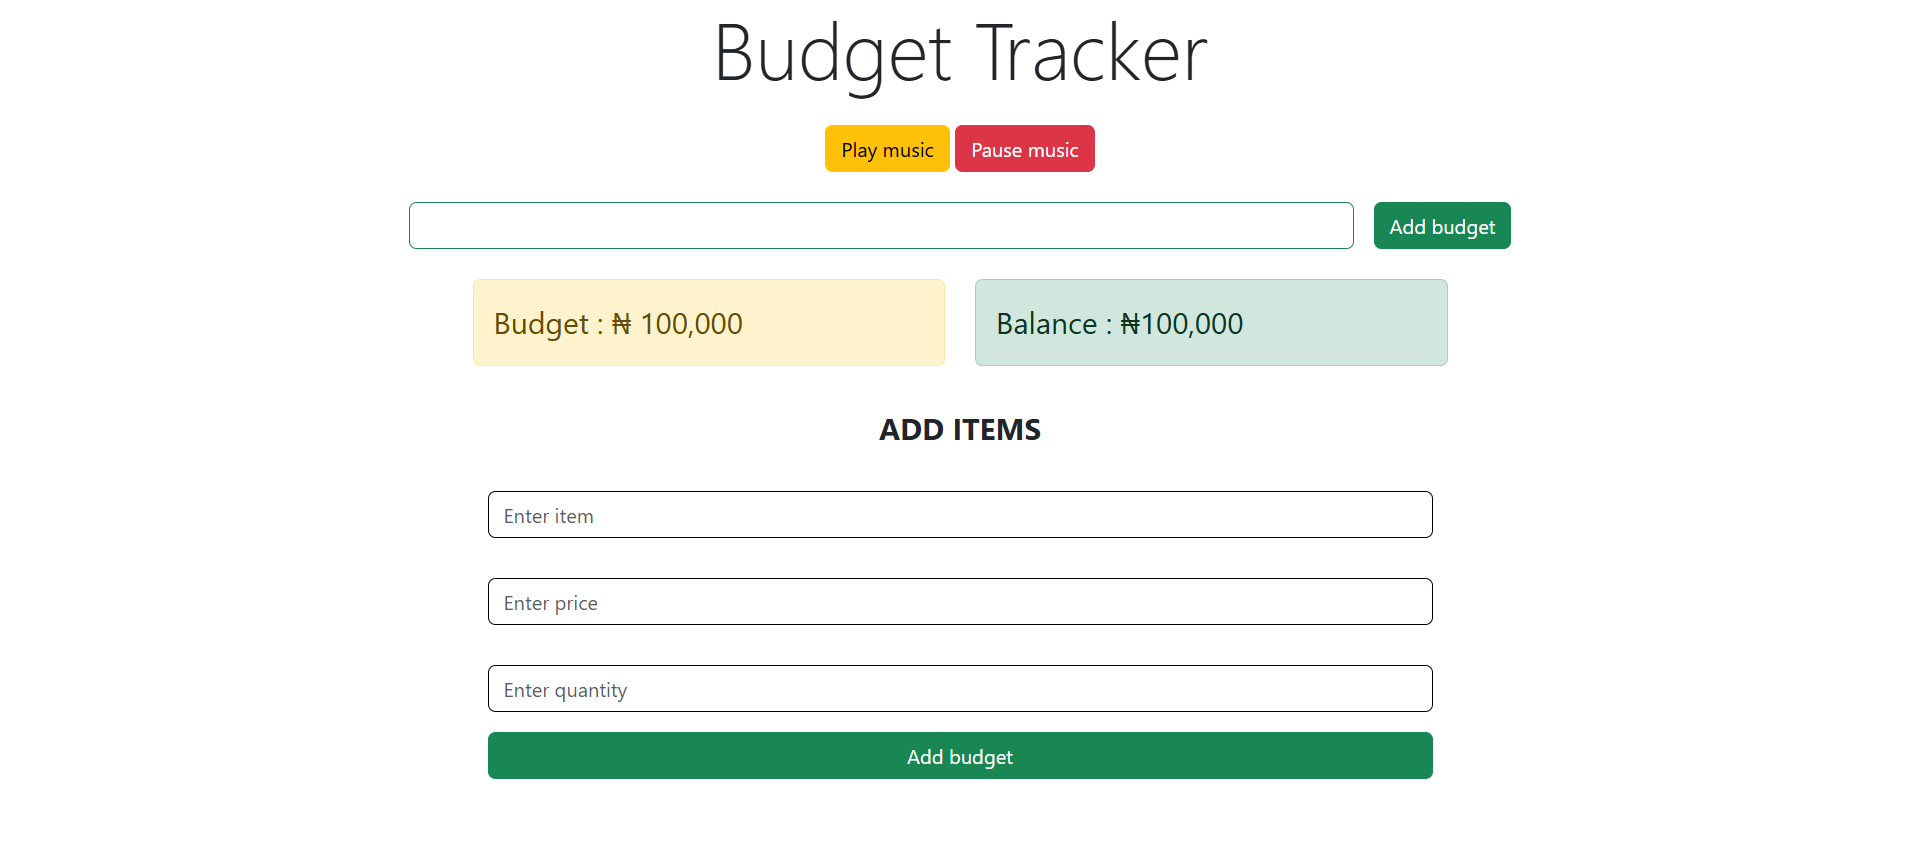 Budget Tracker
Play music Pause music
Add budget
Budget : ₦ 100,000
Balance : ₦100,000
ADD ITEMS
Enter item
Enter price
Enter quantity
Add budget